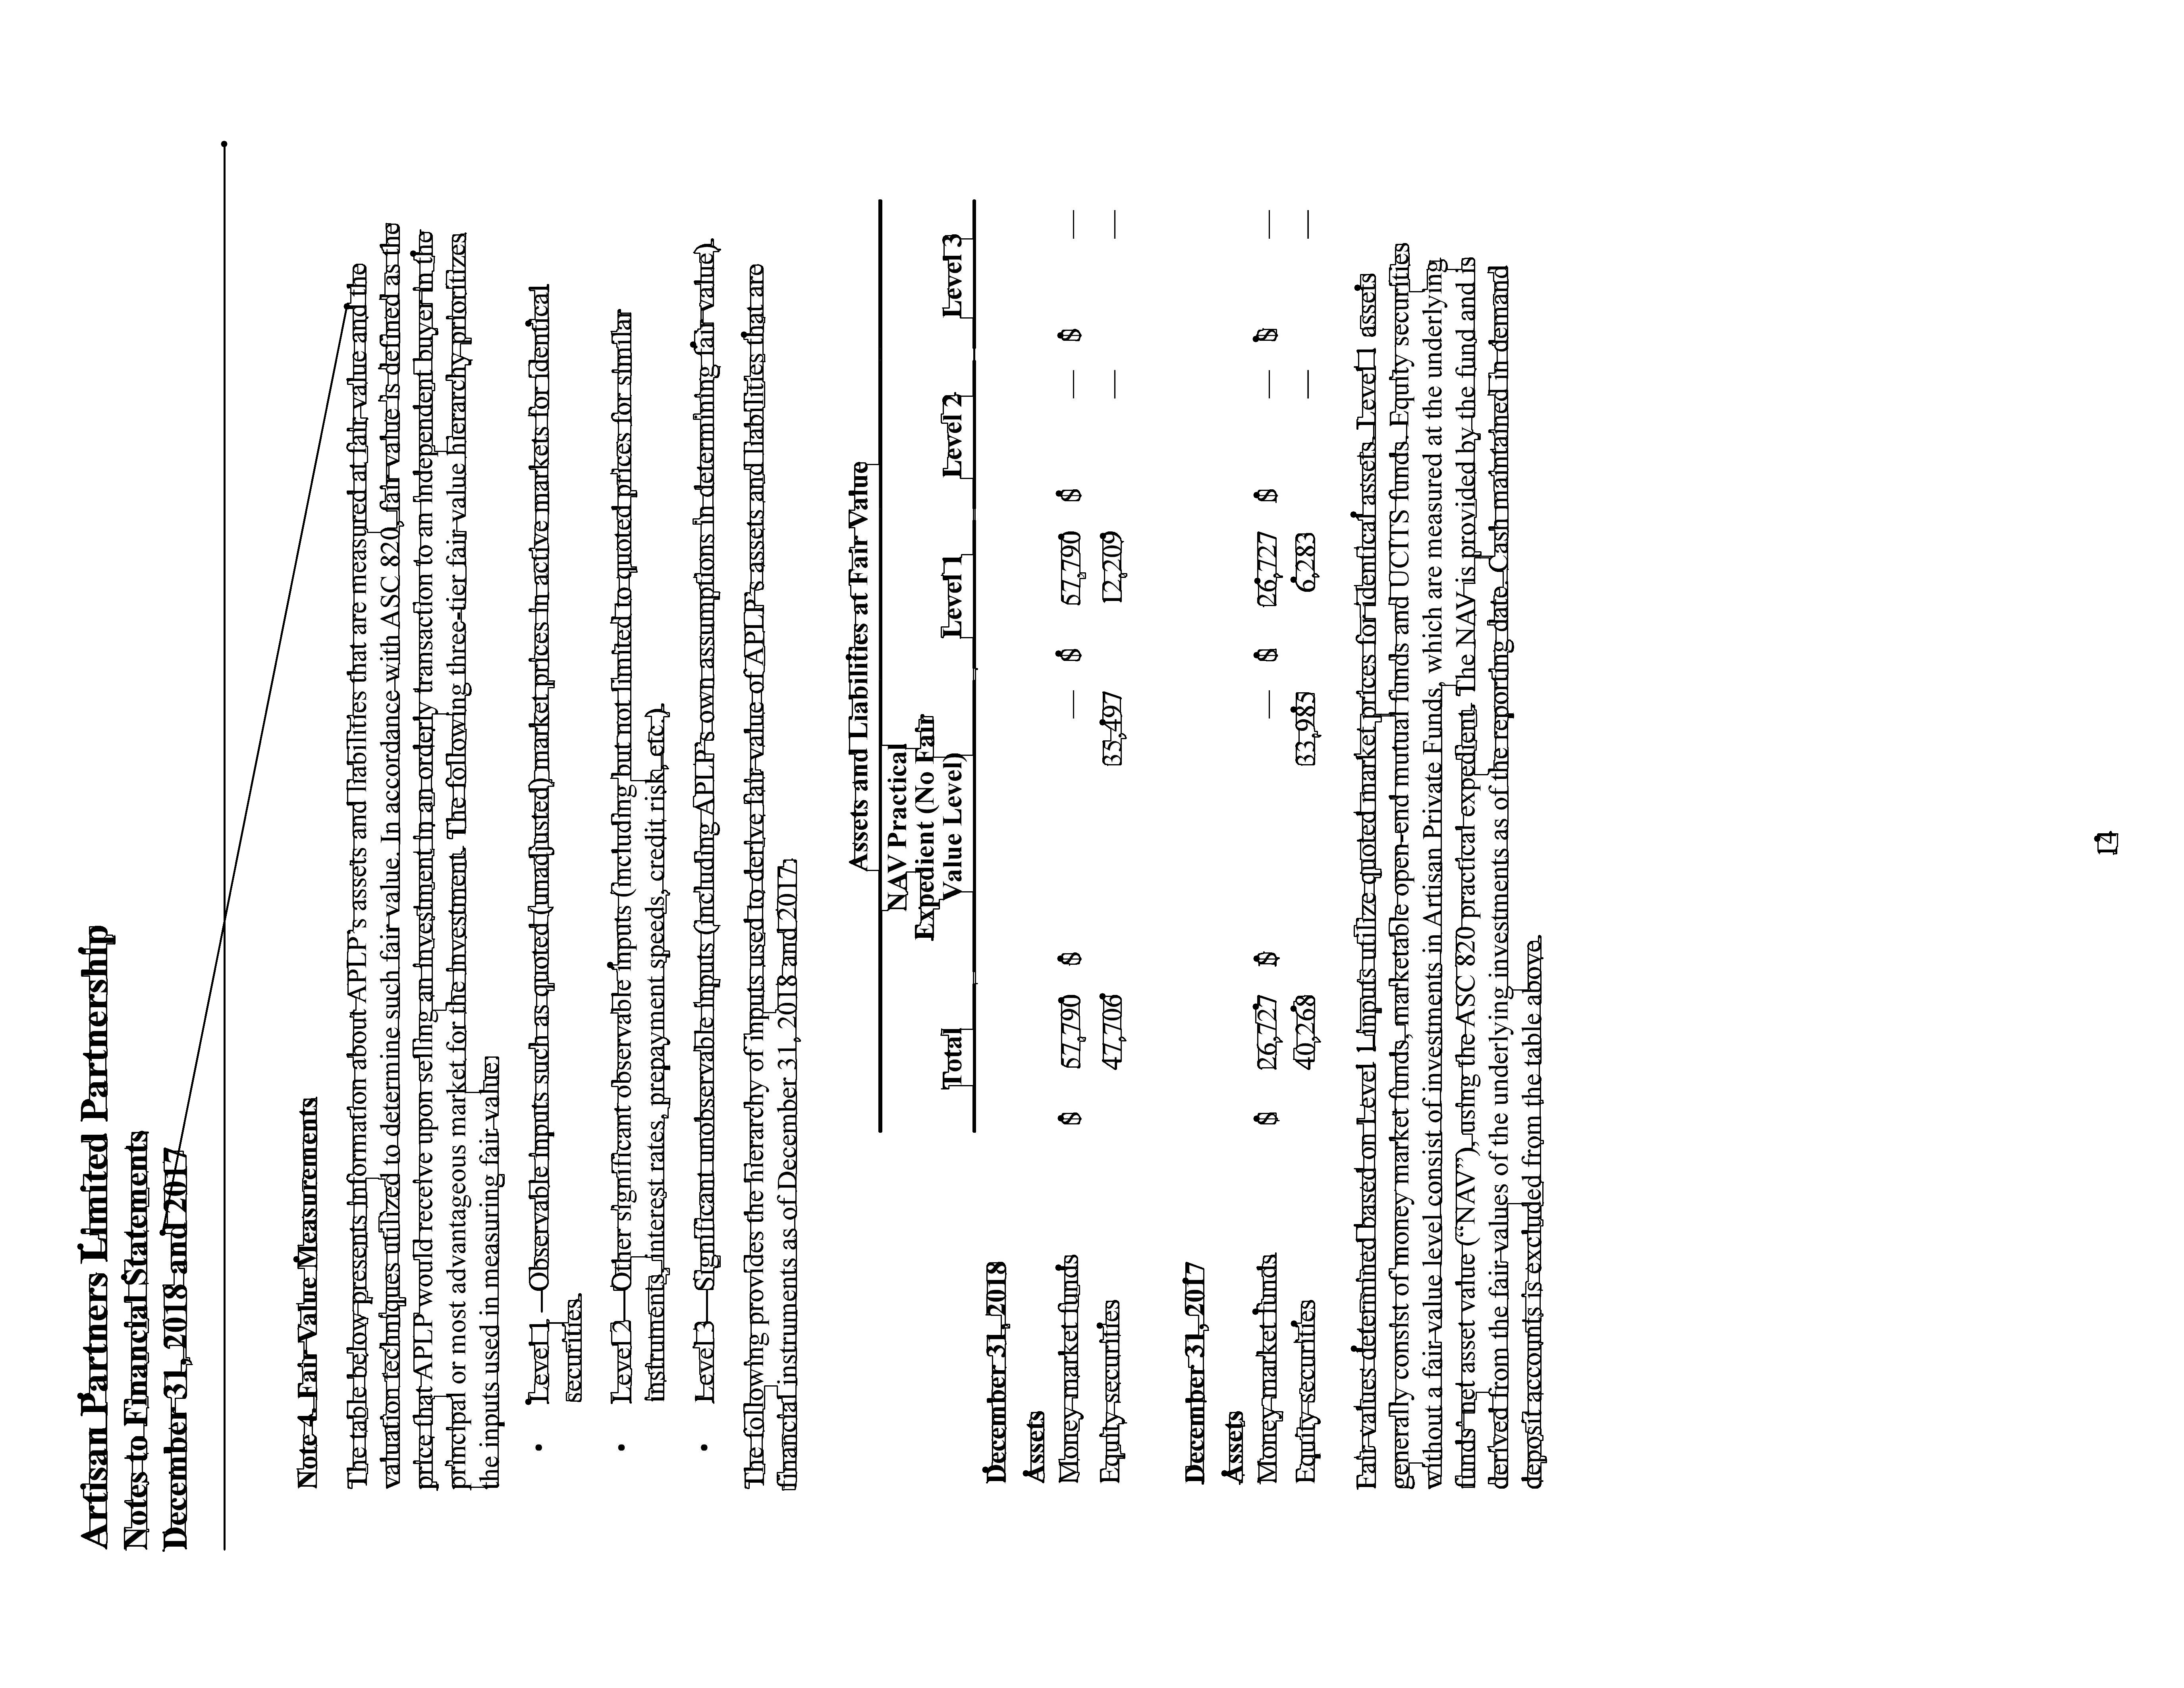 Artisan Partners Limited Partnership
Notes to Financial Statements
December 31, 2018 and 2017
Note 4. Fair Value Measurements
The table below presents information about APLP's assets and liabilities that are measured at fair value and the
valuation techniques utilized to determine such fair value. In accordance with ASC 820, fair value is defined as the
price that APLP would receive upon selling an investment in an orderly transaction to an independent buyer in the
principal or most advantageous market for the investment. The following three-tier fair value hierarchy prioritizes
the inputs used in measuring fair value:
• Level 1 — Observable inputs such as quoted (unadjusted) market prices in active markets for identical
securities.
• Level 2 — Other significant observable inputs (including but not limited to quoted prices for similar
instruments, interest rates, prepayment speeds, credit risk, etc.)
• Level 3 — Significant unobservable inputs (including APLP's own assumptions in determining fair value)
The following provides the hierarchy of inputs used to derive fair value of APLP's assets and liabilities that are
financial instruments as of December 31, 2018 and 2017:
Assets and Liabilities at Fair Value
NAV Practical
Expedient (No Fair
Total Value Level) Level 1 Level 2 Level 3
December 31, 2018
Assets
Money market funds $ 57,790 $ — $ 57,790 $ — $ —
Equity securities 47,706 35,497 12,209 — —
December 31, 2017
Assets
Money market funds $ 26,727 $ — $ 26,727 $ — $ —
Equity securities 40,268 33,985 6,283 — —
Fair values determined based on Level 1 inputs utilize quoted market prices for identical assets. Level 1 assets
generally consist of money market funds, marketable open-end mutual funds and UCITS funds. Equity securities
without a fair value level consist of investments in Artisan Private Funds, which are measured at the underlying
funds' net asset value (“NAV”), using the ASC 820 practical expedient. The NAV is provided by the fund and is
derived from the fair values of the underlying investments as of the reporting date. Cash maintained in demand
deposit accounts is excluded from the table above.
14